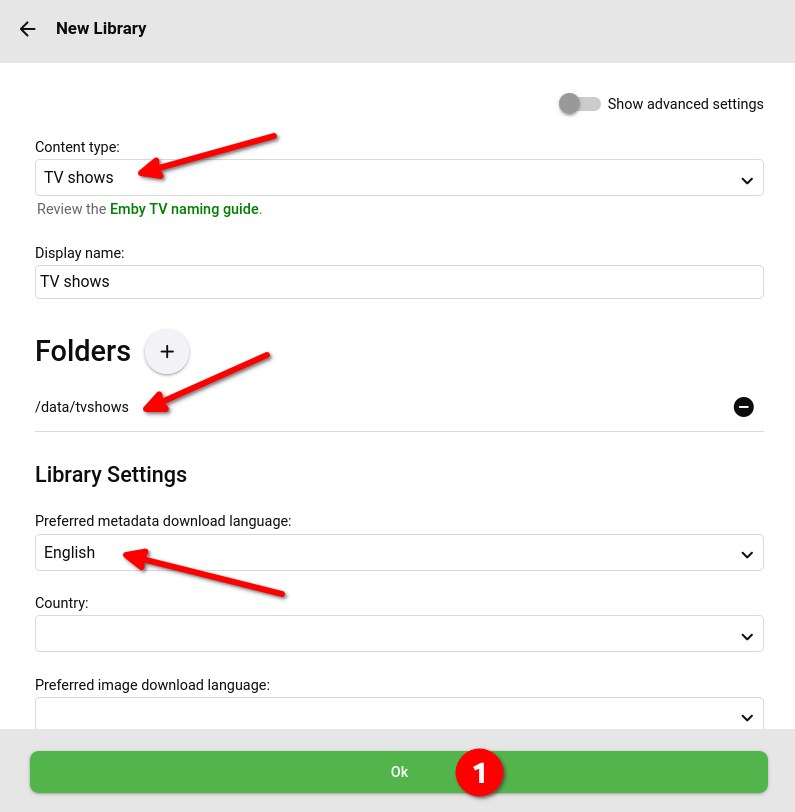 New Library
Show advanced settings
Content type:
TV shows
Review the Emby TV naming guide.
Display name:
TV shows
Folders
/data/tvshows
Library Settings
Preferred metadata download language:
English
Country:
Preferred image download language:
Ok 1